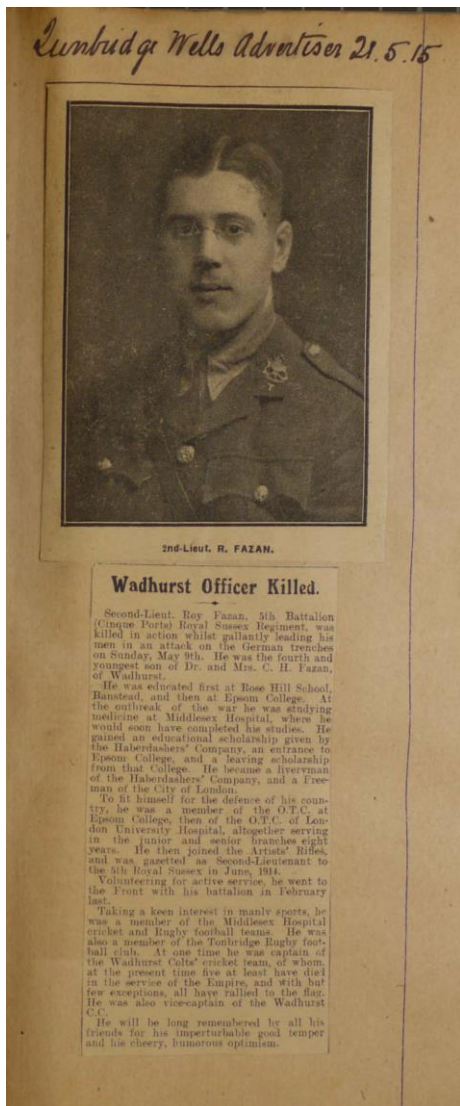 Tunbridge Wells Advertiser 21.5.15
2nd-Lieut. R. FAZAN.
Wadhurst Officer Killed.
Second-Lieut. Roy Fazan, 5th Battalion
(Cinque Ports) Royal Sussex Regiment, was
killed in action whilst gallantly leading his
men in an attack on the German trenches
on Sunday, May 9th. He was the fourth and
youngest son of Dr. and Mrs. C. H. Fazan,
of Wadhurst.
He was educated first at Rose Hill School,
Banstead, and then at Epsom College. At
the outbreak of the war he was studying
medicine at Middlesex Hospital, where he
would soon have completed his studies. He
gained an educational scholarship given by
the Haberdashers' Company, an entrance to
Epsom College, and a leaving scholarship
from that College. He became a liveryman
of the Haberdashers' Company, and a Free-
man of the City of London.
To fit himself for the defence of his coun-
try, he was a member of the O.T.C. at
Epsom College, then of the O.T.C. of Lon-
don University Hospital, altogether serving
in the junior and senior branches eight
years. He then joined the Artists' Rifles,
and was gazetted as Second-Lieutenant to
the 5th Royal Sussex in June, 1914.
Volunteering for active service, he went to
the Front with his battalion in February
last.
Taking a keen interest in manly sports, he
was a member of the Middlesex Hospital
cricket and Rugby football teams. He was
also a member of the Tonbridge Rugby foot-
ball club. At one time he was captain of
the Wadhurst Colts' cricket team, of whom,
at the present time five at least have died
in the service of the Empire, and with but
few exceptions, all have rallied to the flag.
He was also vice-captain of the Wadhurst
C.C.
He will be long remembered by all his
friends for his imperturbable good temper
and his cheery, humorous optimism.